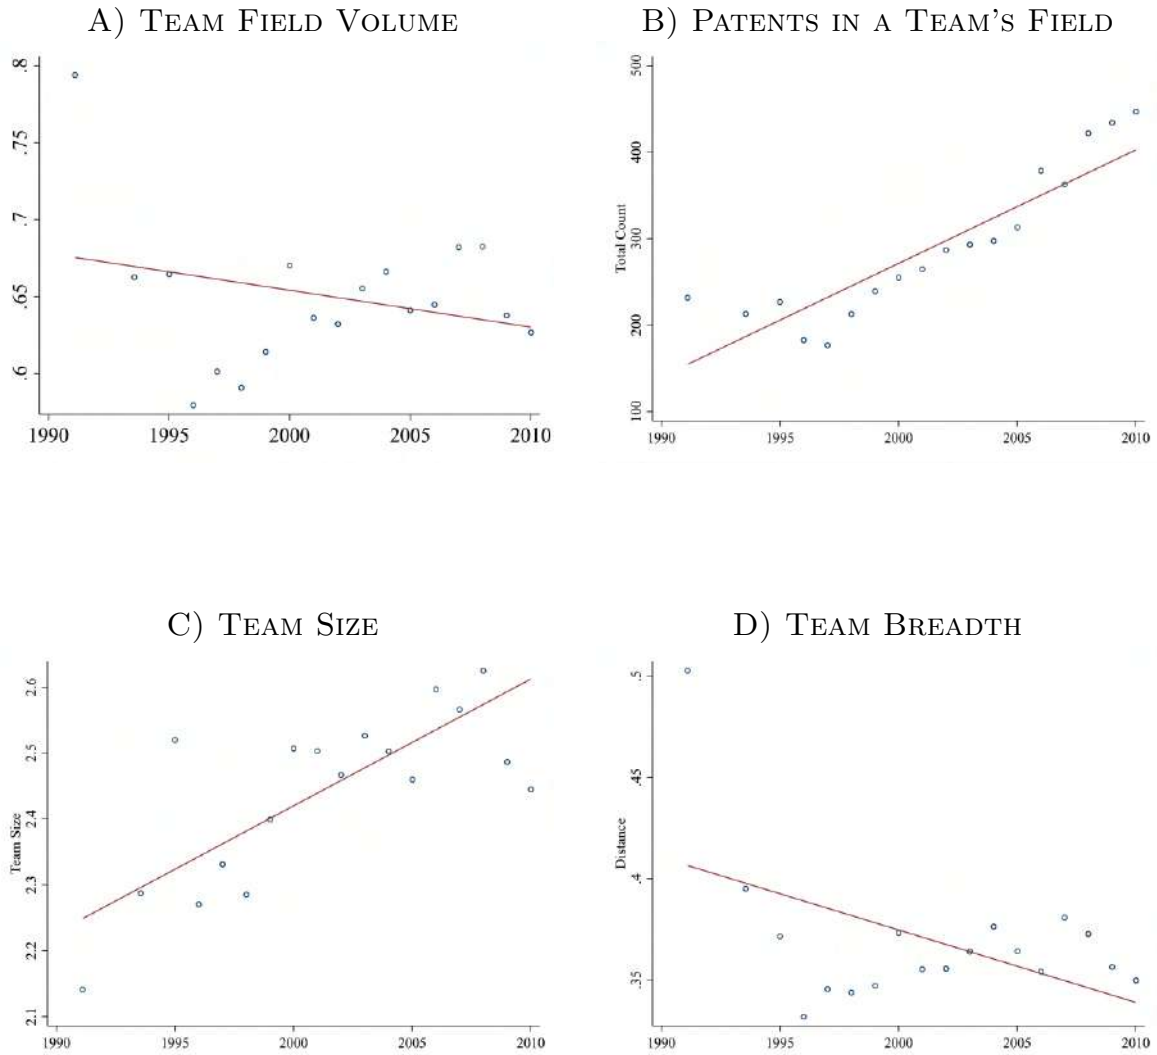 A) TEAM FIELD VOLUME
B) PATENTS IN A TEAM'S FIELD
.8
.75
.7
.65
.6
1990 1995 2000 2005 2010
500
400
300
200
100
Total Count
1990 1995 2000 2005 2010
C) TEAM SIZE
D) TEAM BREADTH
2.6
2.5
2.4
2.3
2.2
2.1
Team Size
1990 1995 2000 2005 2010
.5
.45
.4
.35
Distance
1990 1995 2000 2005 2010